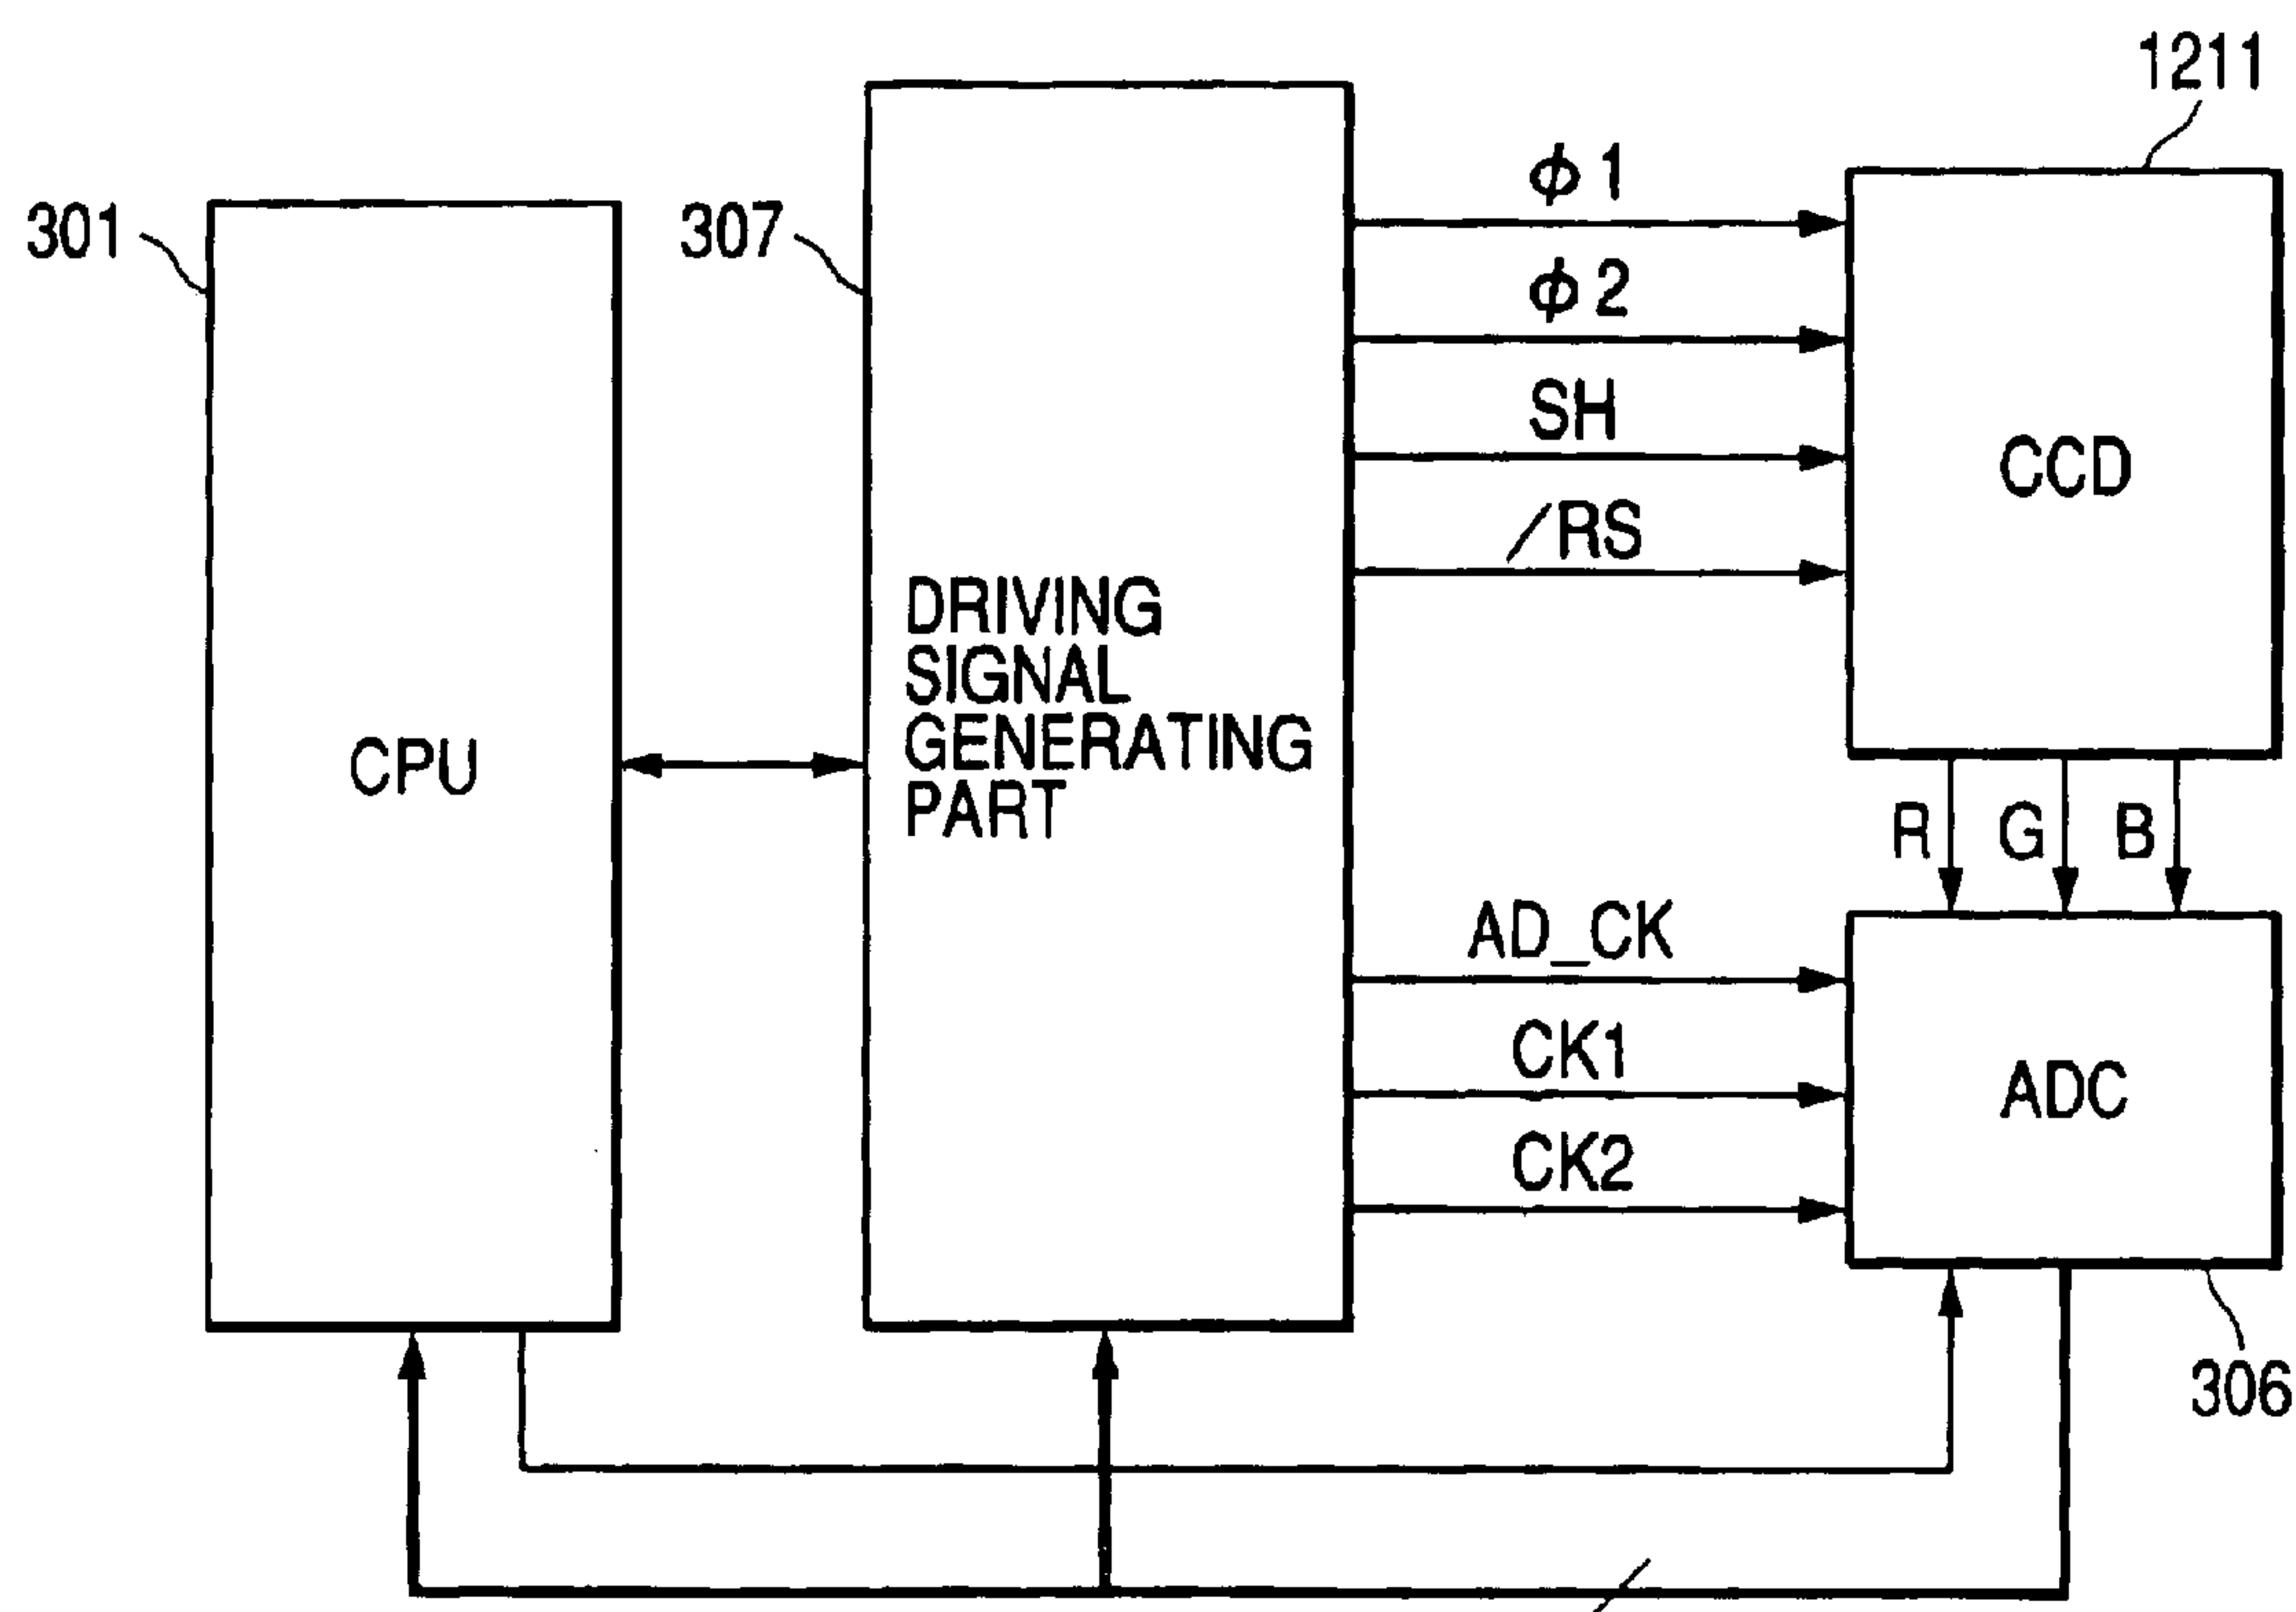 1211
301
307
ϕ1
ϕ2
SH
/RS
CCD
CPU
DRIVING
SIGNAL
GENERATING
PART
R G B
AD_CK
CK1
CK2
ADC
306